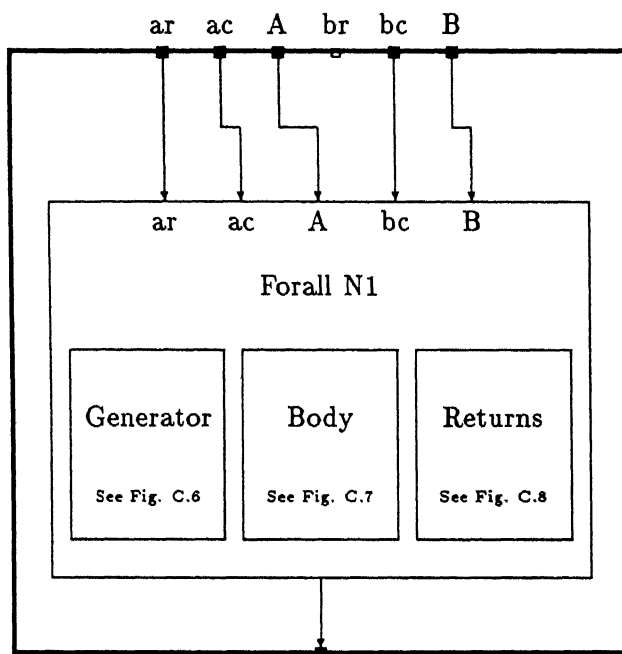 ar ac A br bc B
ar ac A bc B
Forall N1
Generator Body Returns
See Fig. C.6 See Fig. C.7 See Fig. C.8